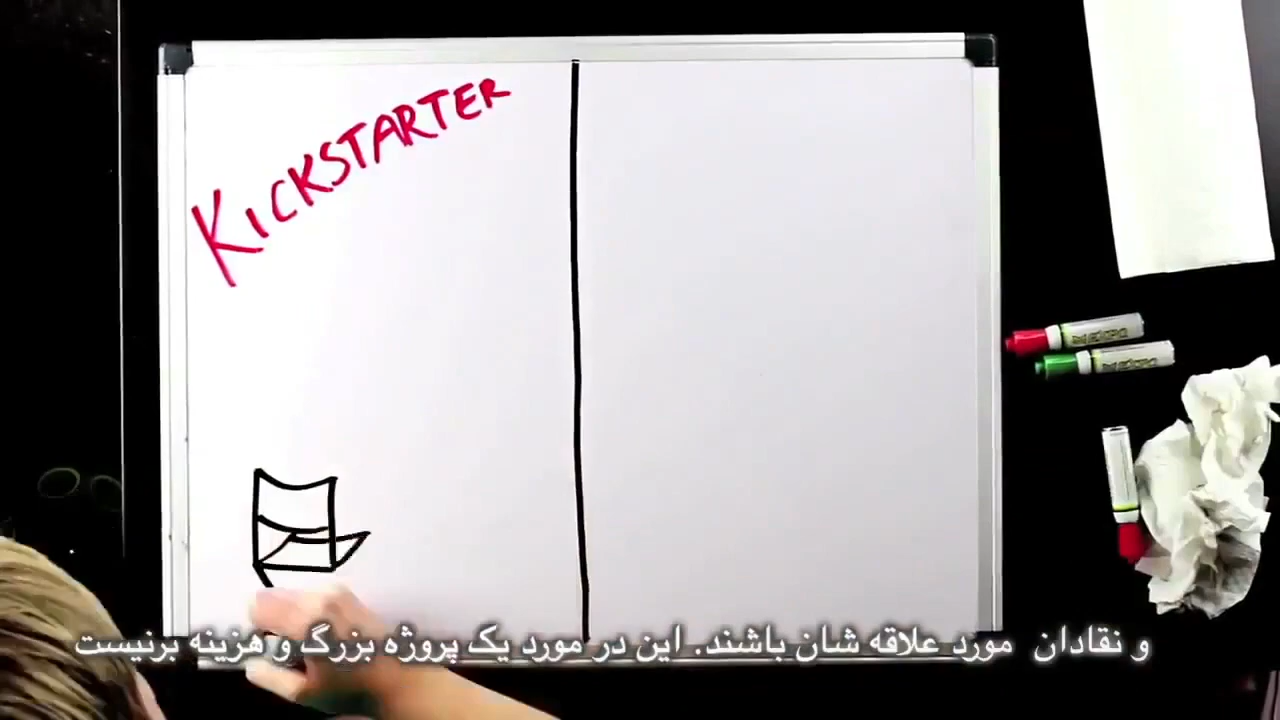 KICKSTARTER
و نقادان مورد علاقه شان باشند. این در مورد یک پروژه بزرگ و هزینه برنیست